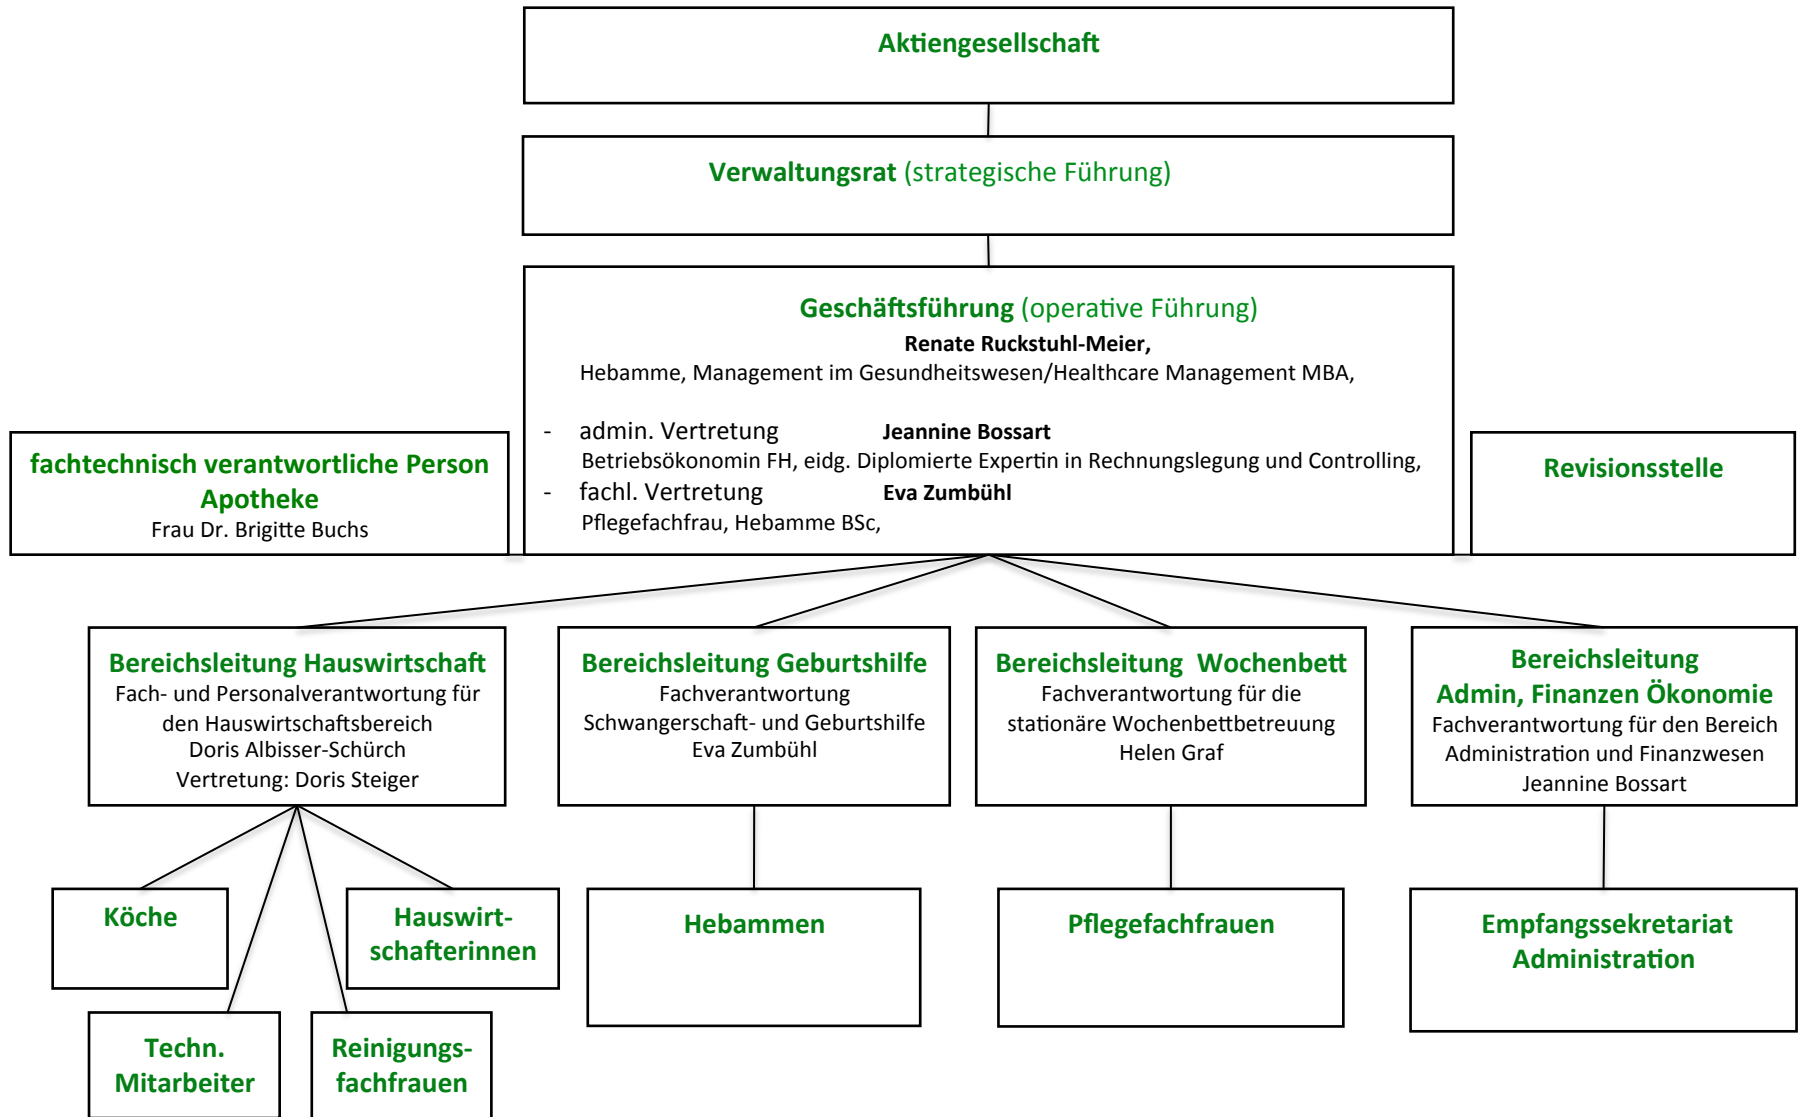 Aktiengesellschaft
Verwaltungsrat (strategische Führung)
Geschäftsführung (operative Führung)
Renate Ruckstuhl-Meier,
Hebamme, Management im Gesundheitswesen/Healthcare Management MBA,
- admin. Vertretung Jeannine Bossart
Betriebsökonomin FH, eidg. Diplomierte Expertin in Rechnungslegung und Controlling,
- fachl. Vertretung Eva Zumbühl
Pflegefachfrau, Hebamme BSc,
fachtechnisch verantwortliche Person
Apotheke
Frau Dr. Brigitte Buchs
Revisionsstelle
Bereichsleitung Hauswirtschaft
Fach- und Personalverantwortung für
den Hauswirtschaftsbereich
Doris Albisser-Schürch
Vertretung: Doris Steiger
Bereichsleitung Geburtshilfe
Fachverantwortung
Schwangerschaft- und Geburtshilfe
Eva Zumbühl
Bereichsleitung Wochenbett
Fachverantwortung für die
stationäre Wochenbettbetreuung
Helen Graf
Bereichsleitung
Admin, Finanzen Ökonomie
Fachverantwortung für den Bereich
Administration und Finanzwesen
Jeannine Bossart
Köche
Hauswirt-
schafterinnen
Techn.
Mitarbeiter
Reinigungs-
fachfrauen
Hebammen
Pflegefachfrauen
Empfangssekretariat
Administration